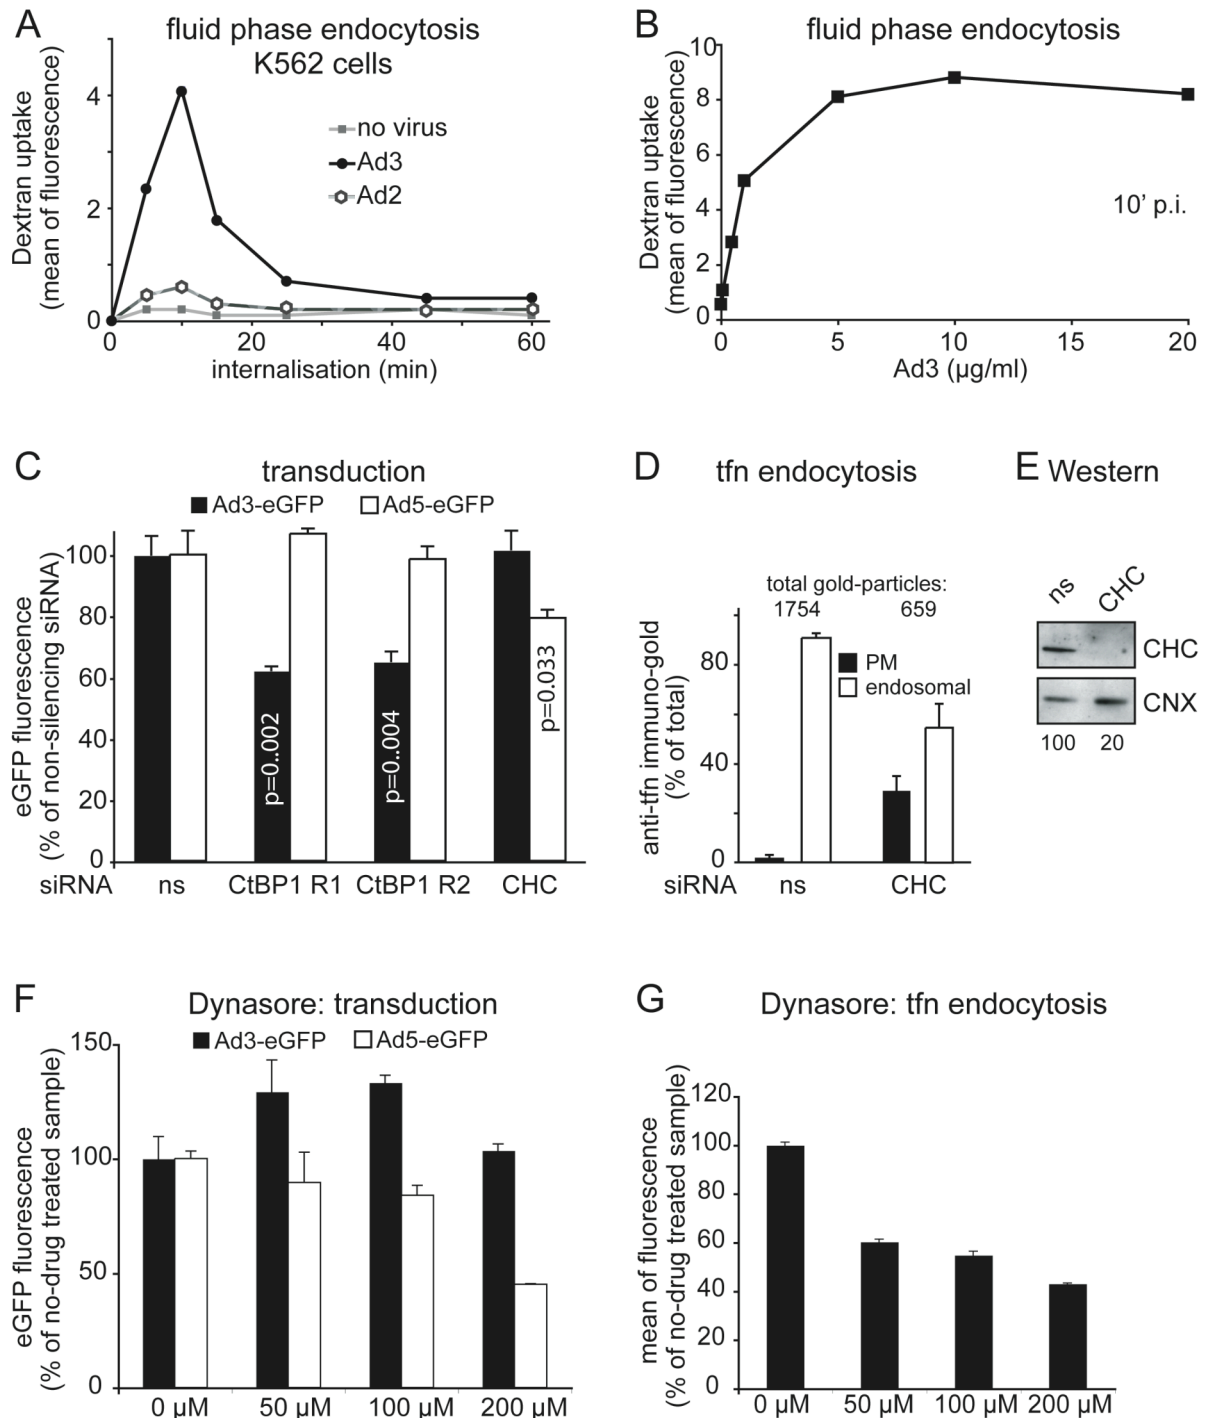 A
fluid phase endocytosis
K562 cells
Dextran uptake
(mean of fluorescence)
4
2
0
no virus
Ad3
Ad2
0
20
40
60
internalisation (min)
B
fluid phase endocytosis
Dextran uptake
(mean of fluorescence)
10
8
6
4
2
0
10' p.i.
0
5
10
15
20
Ad3 (µg/ml)
C
transduction
Ad3-eGFP
Ad5-eGFP
eGFP fluorescence
(% of non-silencing siRNA)
100
80
60
40
20
0
p=0..002
p=0..004
p=0.033
siRNA
ns
CtBP1 R1
CtBP1 R2
CHC
D
tfn endocytosis
total gold-particles:
1754
659
PM
endosomal
anti-tfn immuno-gold
(% of total)
80
40
0
siRNA
ns
CHC
E
Western
ns
CHC
CHC
CNX
100
20
F
Dynasore: transduction
Ad3-eGFP
Ad5-eGFP
eGFP fluorescence
(% of no-drug treated sample)
150
100
50
0
0 µM
50 µM
100 µM
200 µM
G
Dynasore: tfn endocytosis
mean of fluorescence
(% of no-drug treated sample)
120
100
80
60
40
20
0
0 µM
50 µM
100 µM
200 µM